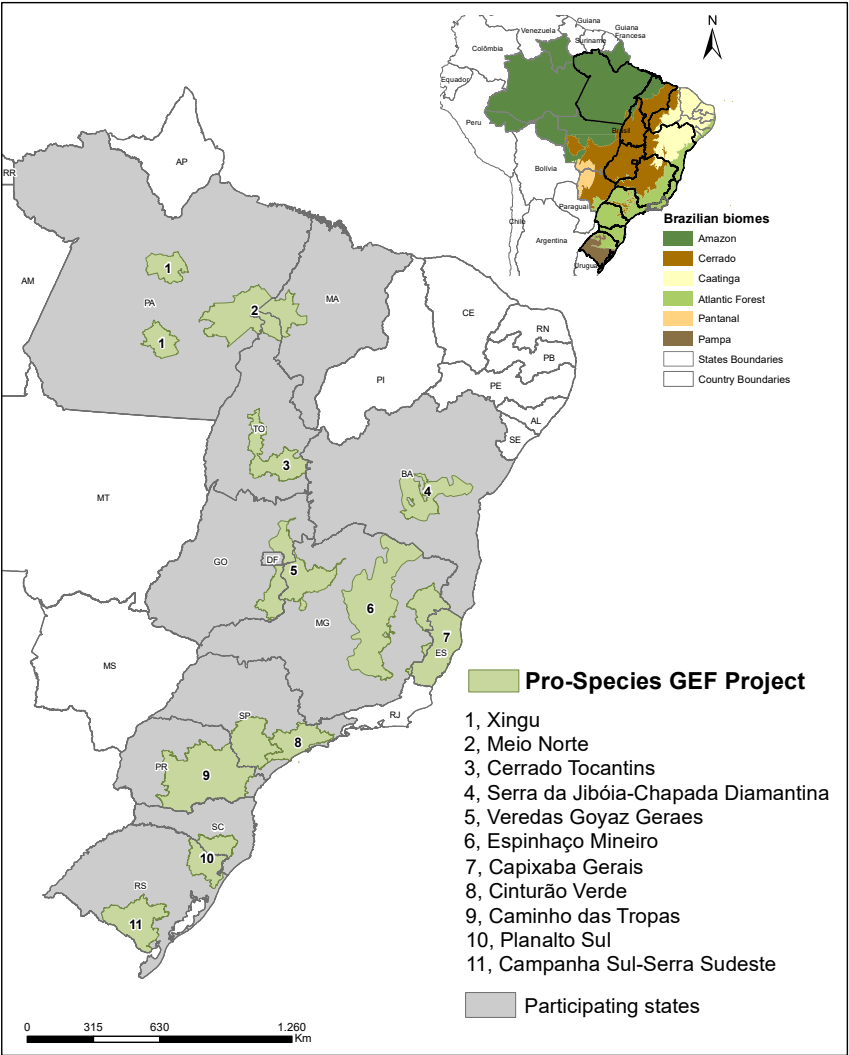 Guiana
Venezuela
Guiana
Francesa
Suriname
Colômbia
N
Equador
Peru
Brasil
Bolívia
Paraguai
Chile
Argentina
Uruguai
Brazilian biomes
Amazon
Cerrado
Caatinga
Atlantic Forest
Pantanal
Pampa
States Boundaries
Country Boundaries
AP
RR
AM
1
PA
2
MA
1
CE
RN
PB
PI
PE
AL
SE
TO
3
BA
4
MT
GO
DF
5
6
MG
7
ES
MS
RJ
SP
8
PR
9
SC
10
RS
11
Pro-Species GEF Project
1, Xingu
2, Meio Norte
3, Cerrado Tocantins
4, Serra da Jibóia-Chapada Diamantina
5, Veredas Goyaz Geraes
6, Espinhaço Mineiro
7, Capixaba Gerais
8, Cinturão Verde
9, Caminho das Tropas
10, Planalto Sul
11, Campanha Sul-Serra Sudeste
Participating states
0 315 630 1.260
Km